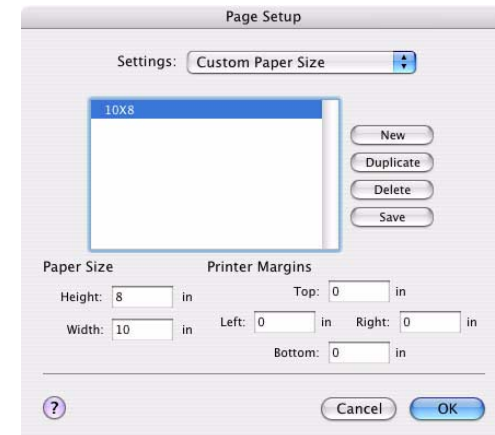 Page Setup
Settings: Custom Paper Size
10X8
New
Duplicate
Delete
Save
Paper Size
Printer Margins
Height: 8 in
Top: 0 in
Width: 10 in
Left: 0 in Right: 0 in
Bottom: 0 in
? Cancel OK